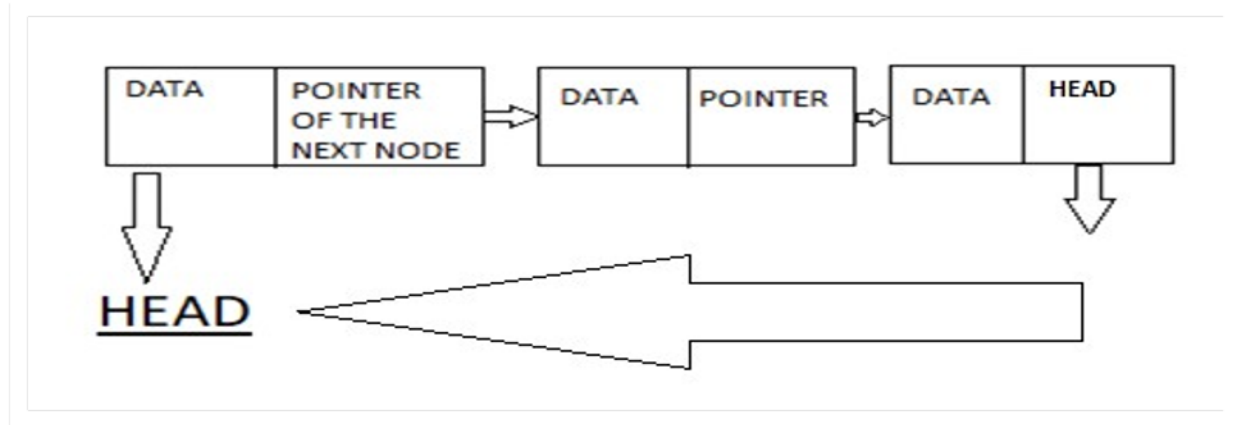 DATA
POINTER
OF THE
NEXT NODE
DATA
POINTER
DATA
HEAD
HEAD